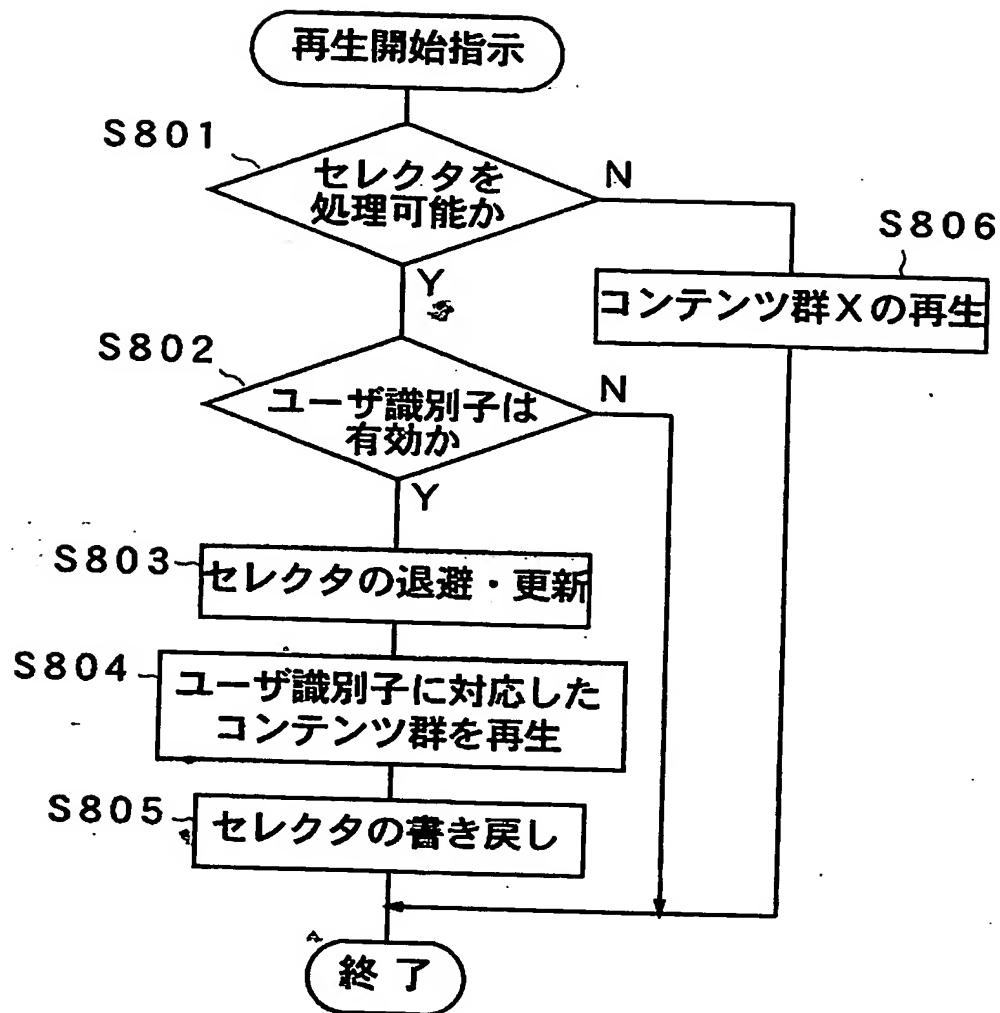 再生開始指示
S801
セレクタを
処理可能か
N
Y
S806
コンテンツ群Xの再生
S802
ユーザ識別子は
有効か
N
Y
S803
セレクタの退避・更新
S804
ユーザ識別子に対応した
コンテンツ群を再生
S805
セレクタの書き戻し
終了